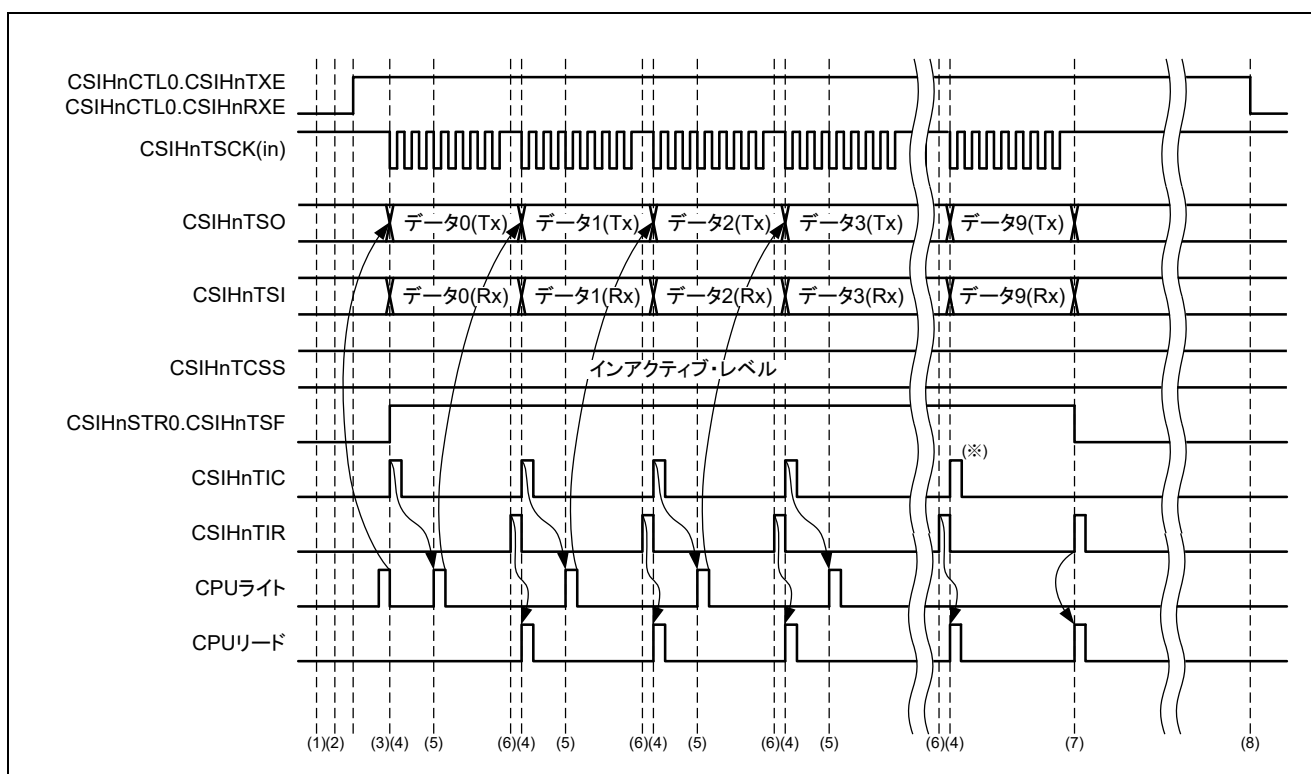 CSIHnCTL0.CSIHnTXE
CSIHnCTL0.CSIHnRXE
CSIHnTSCK(in)
CSIHnTSO
データ0(Tx) データ1(Tx) データ2(Tx) データ3(Tx) データ9(Tx)
CSIHnTSI
データ0(Rx) データ1(Rx) データ2(Rx) データ3(Rx) データ9(Rx)
CSIHnTCSS
インアクティブ・レベル
CSIHnSTR0.CSIHnTSF
CSIHnTIC
(※)
CSIHnTIR
CPUライト
CPUリード
(1)(2) (3)(4) (5) (6)(4) (5) (6)(4) (5) (6)(4) (5) (6)(4) (7) (8)